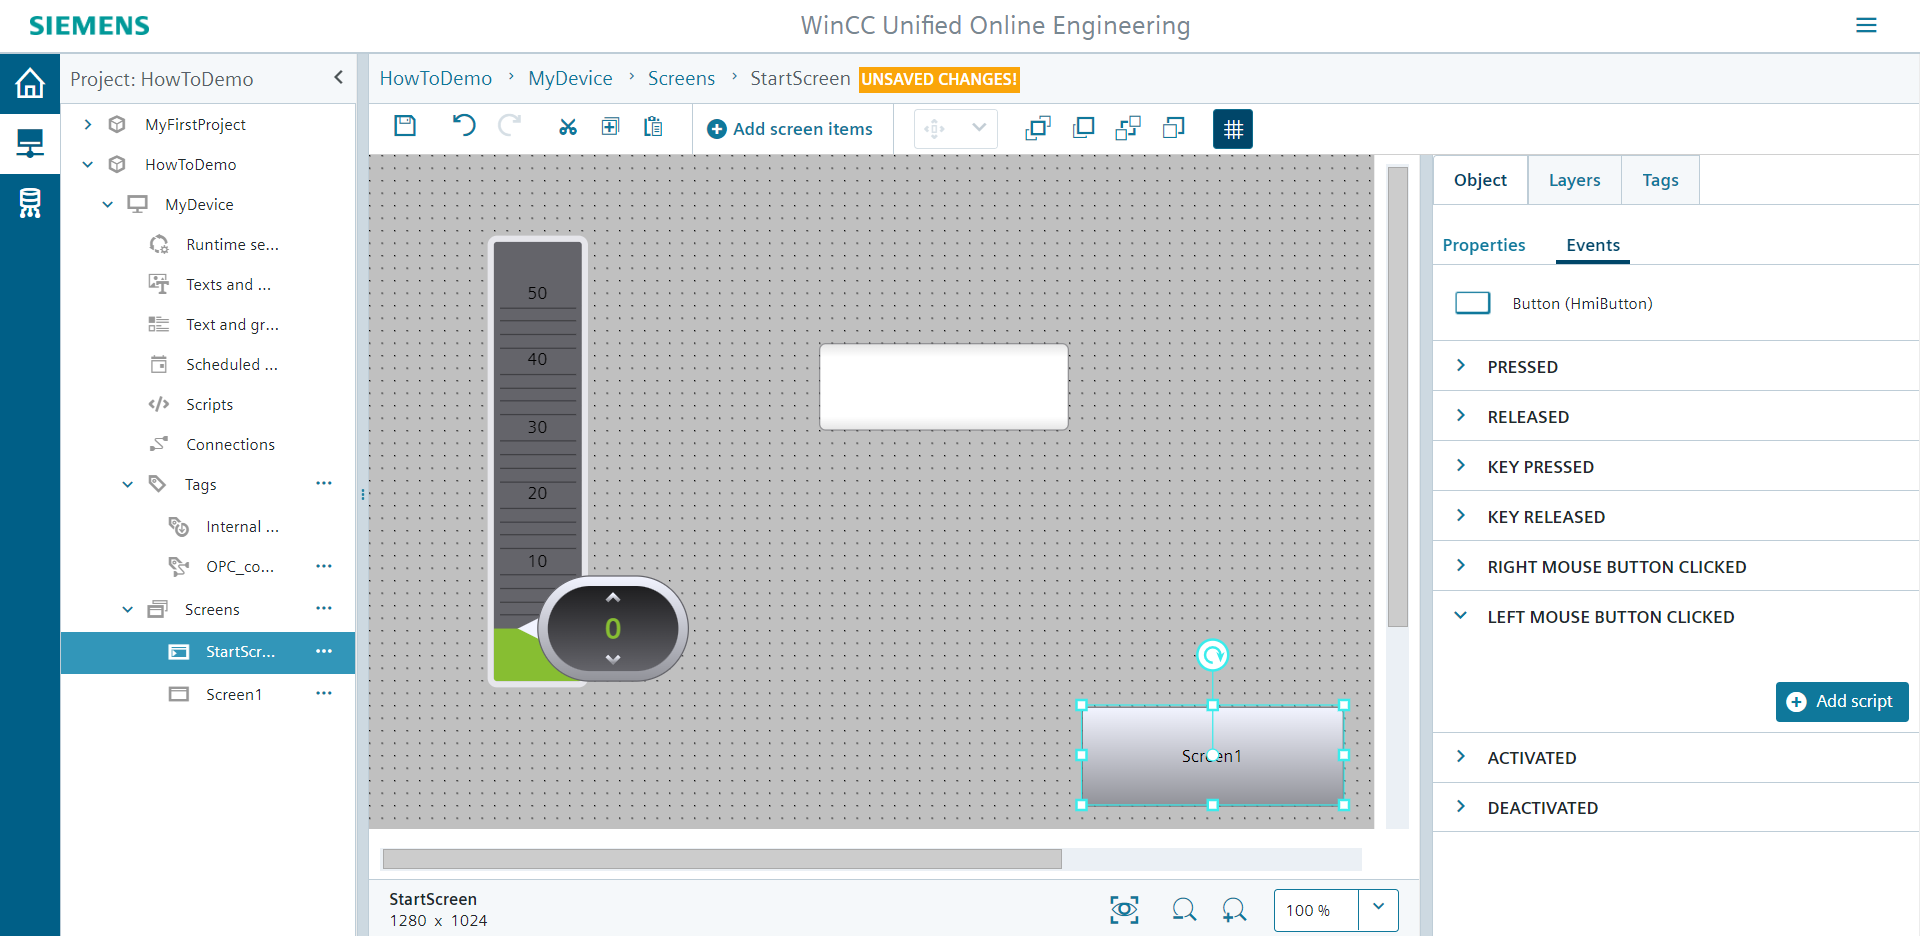 SIEMENS
WinCC Unified Online Engineering
Project: HowToDemo
HowToDemo > MyDevice > Screens > StartScreen UNSAVED CHANGES!
MyFirstProject
HowToDemo
MyDevice
Runtime se...
Texts and ...
Text and gr...
Scheduled ...
Scripts
Connections
Tags
Internal ...
OPC_co...
Screens
StartScr...
Screen1
Add screen items
50
40
30
20
10
0
Screen1
StartScreen
1280 x 1024
100 %
Object
Layers
Tags
Properties
Events
Button (HmiButton)
PRESSED
RELEASED
KEY PRESSED
KEY RELEASED
RIGHT MOUSE BUTTON CLICKED
LEFT MOUSE BUTTON CLICKED
Add script
ACTIVATED
DEACTIVATED